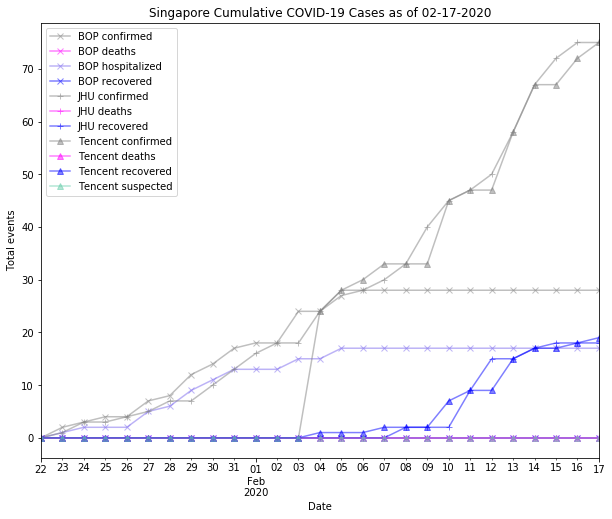 Singapore Cumulative COVID-19 Cases as of 02-17-2020
BOP confirmed
BOP deaths
BOP hospitalized
BOP recovered
JHU confirmed
JHU deaths
JHU recovered
Tencent confirmed
Tencent deaths
Tencent recovered
Tencent suspected
Total events
70
60
50
40
30
20
10
0
22 23 24 25 26 27 28 29 30 31 01 02 03 04 05 06 07 08 09 10 11 12 13 14 15 16 17
Feb
2020
Date